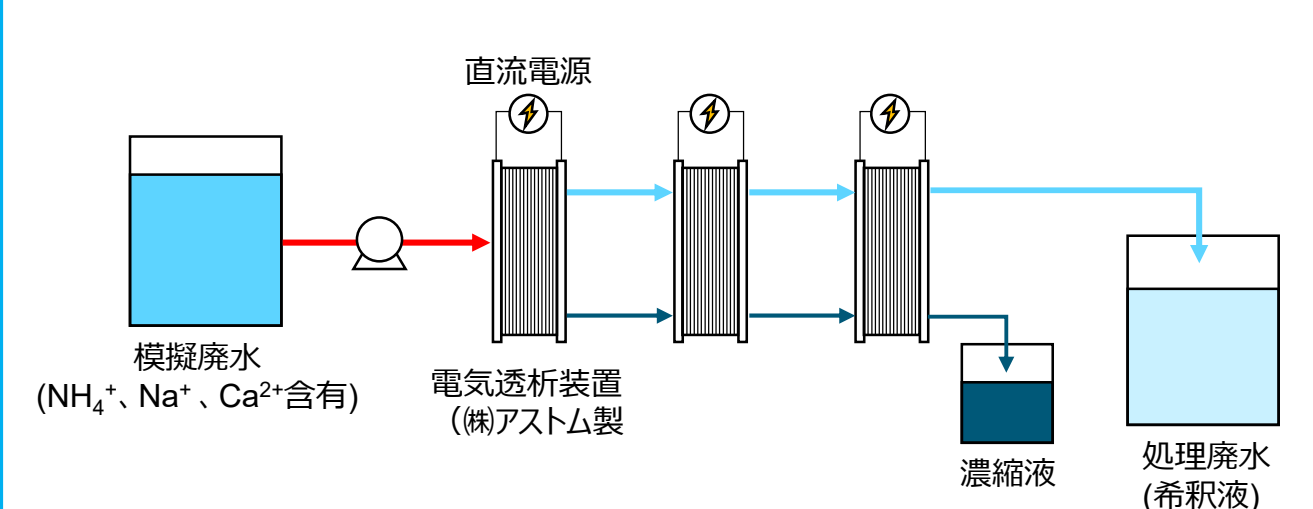 直流電源
模擬廃水
(NH₄⁺、Na⁺ 、Ca²⁺含有)
電気透析装置
（㈱アストム製
濃縮液
処理廃水
(希釈液)